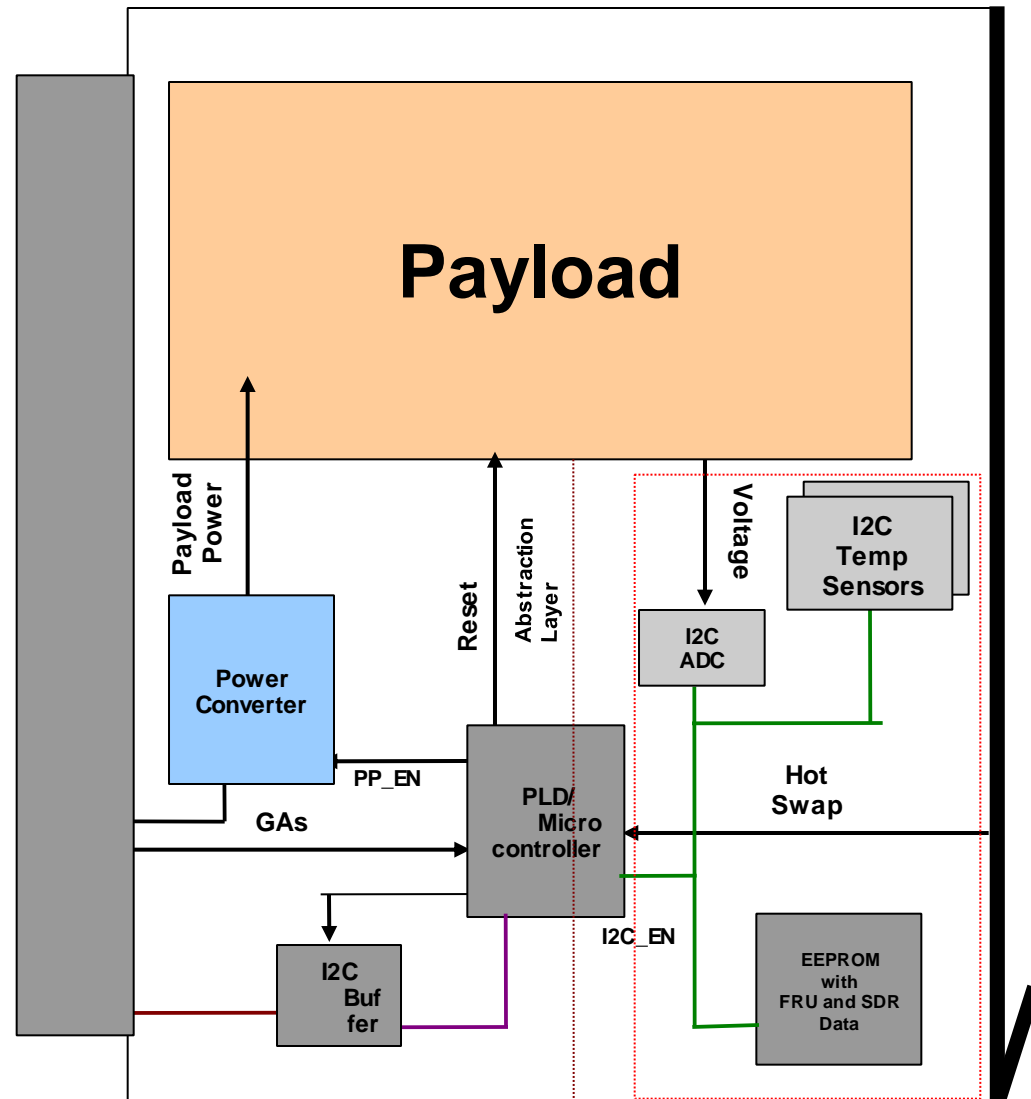 Payload
Payload
Power
Reset
Abstraction
Layer
Voltage
I2C
Temp
Sensors
I2C
ADC
Power
Converter
PP_EN
GAs
PLD/
Micro
controller
Hot
Swap
I2C_EN
I2C
Buf
fer
EEPROM
with
FRU and SDR
Data